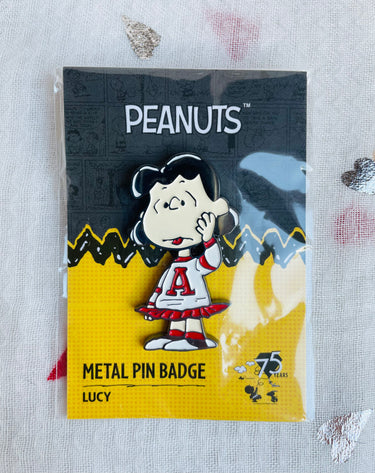 PEANUTS™
A
METAL PIN BADGE
LUCY
75
YEARS